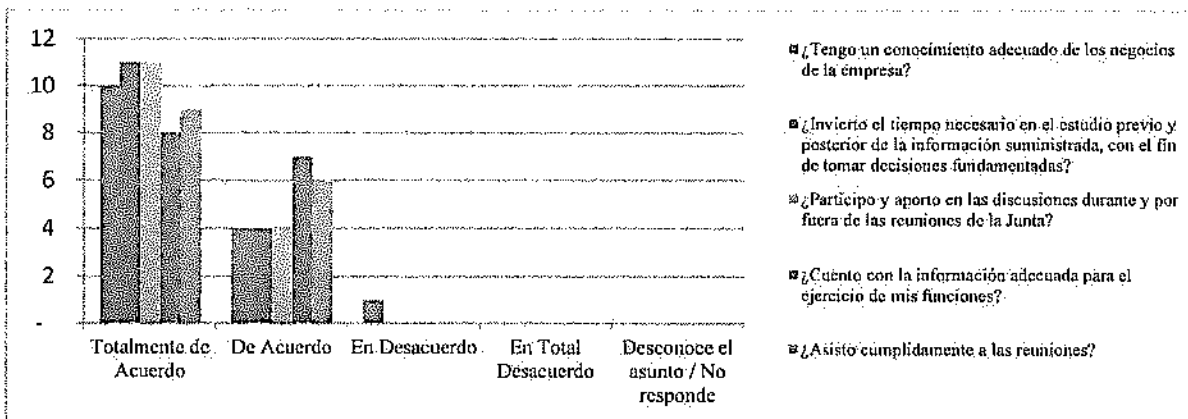 12
10
8
6
4
2
-
Totalmente de
Acuerdo
De Acuerdo
En Desacuerdo
En Total
Desacuerdo
Desconoce el
asunto / No
responde
¿Tengo un conocimiento adecuado de los negocios
de la empresa?
¿Invierto el tiempo necesario en el estudio previo y
posterior de la información suministrada, con el fin
de tomar decisiones fundamentadas?
¿Participo y aporto en las discusiones durante y por
fuera de las reuniones de la Junta?
¿Cuento con la información adecuada para el
ejercicio de mis funciones?
¿Asisto cumplidamente a las reuniones?